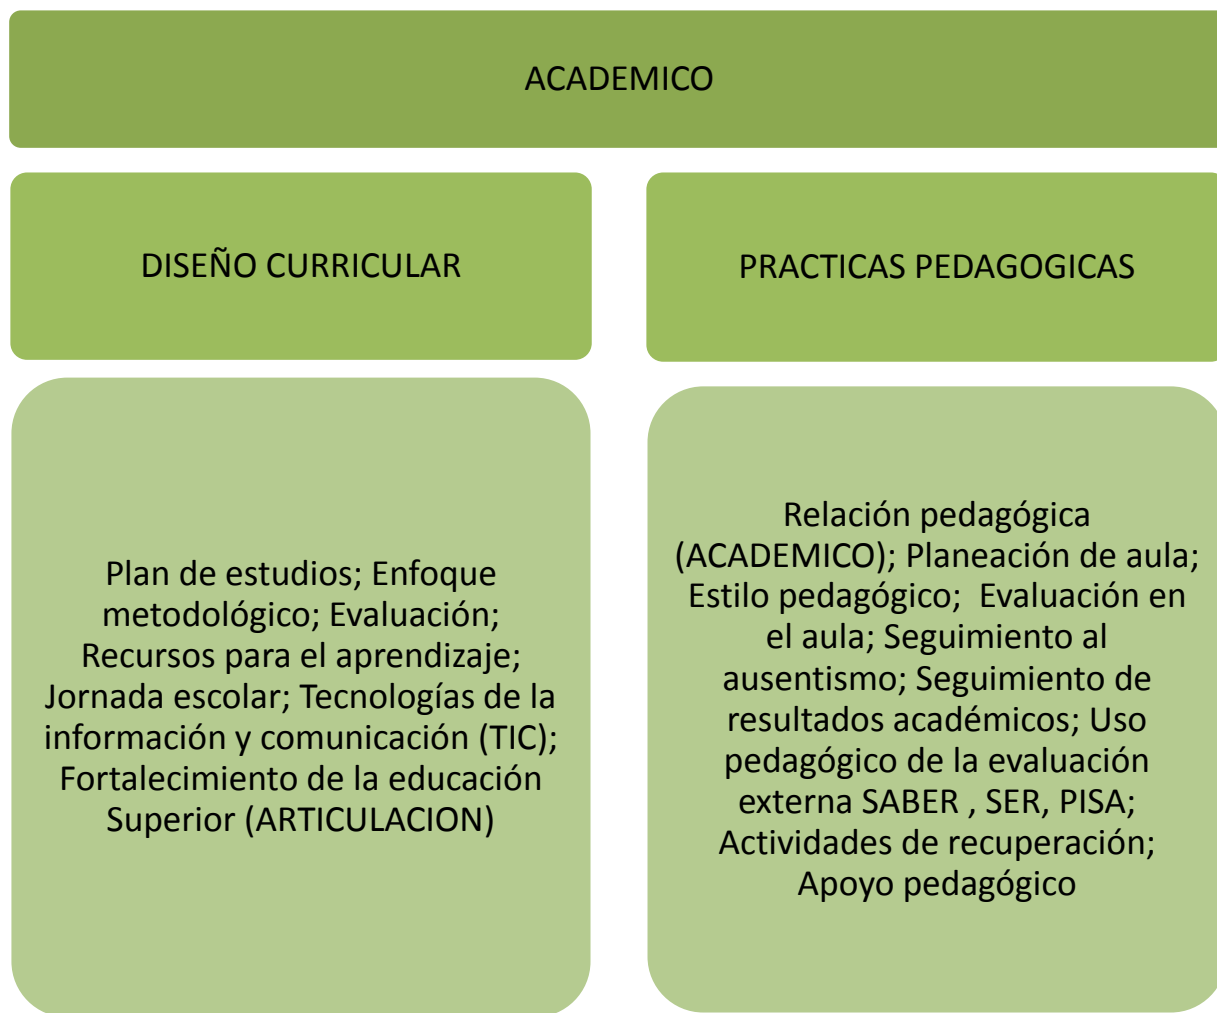 ACADEMICO
DISEÑO CURRICULAR
PRACTICAS PEDAGOGICAS
Plan de estudios; Enfoque
metodológico; Evaluación;
Recursos para el aprendizaje;
Jornada escolar; Tecnologías de la
información y comunicación (TIC);
Fortalecimiento de la educación
Superior (ARTICULACION)
Relación pedagógica
(ACADEMICO); Planeación de aula;
Estilo pedagógico;  Evaluación en
el aula; Seguimiento al
ausentismo; Seguimiento de
resultados académicos; Uso
pedagógico de la evaluación
externa SABER , SER, PISA;
Actividades de recuperación;
Apoyo pedagógico